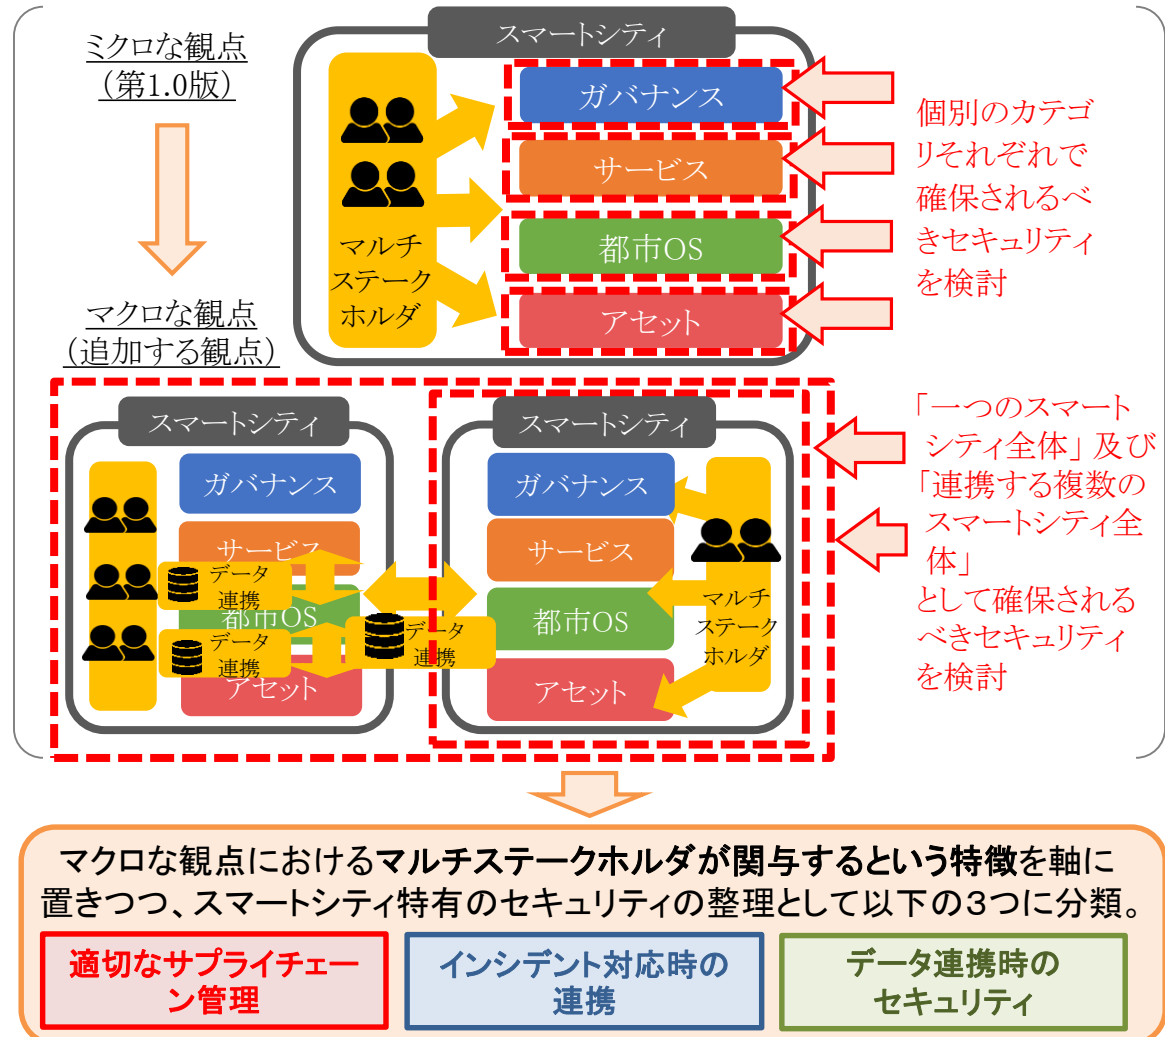 ミクロな観点
(第1.0版)
マクロな観点
(追加する観点)
スマートシティ
マルチ
ステーク
ホルダ
ガバナンス
サービス
都市OS
アセット
個別のカテゴ
リそれぞれで
確保されるべ
きセキュリティ
を検討
スマートシティ
ガバナンス
サービス
データ
連携
都市OS
データ
連携
アセット
データ
連携
スマートシティ
ガバナンス
サービス
都市OS
アセット
マルチ
ステーク
ホルダ
「一つのスマート
シティ全体」及び
「連携する複数の
スマートシティ全
体」
として確保される
べきセキュリティ
を検討
マクロな観点におけるマルチステークホルダが関与するという特徴を軸に
置きつつ、スマートシティ特有のセキュリティの整理として以下の３つに分類。
適切なサプライチェー
ン管理
インシデント対応時の
連携
データ連携時の
セキュリティ